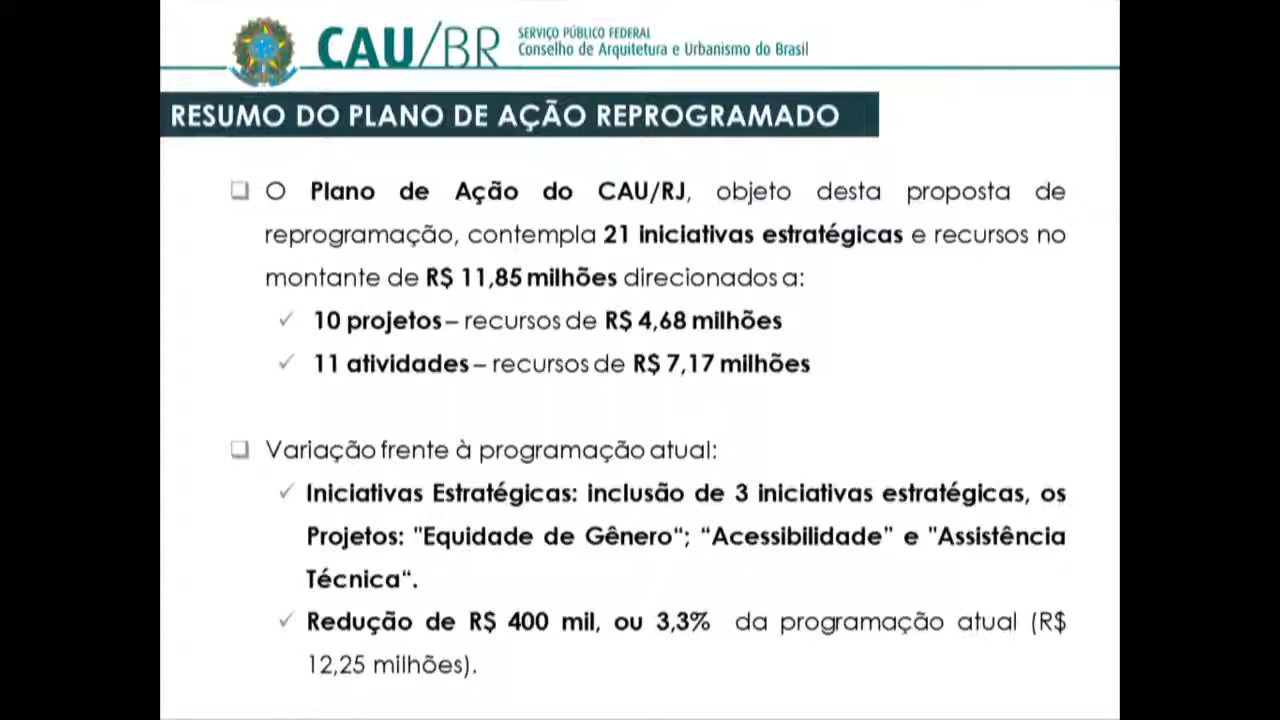 CAU/BR
SERVIÇO PÚBLICO FEDERAL
Conselho de Arquitetura e Urbanismo do Brasil
RESUMO DO PLANO DE AÇÃO REPROGRAMADO
O Plano de Ação do CAU/RJ, objeto desta proposta de
reprogramação, contempla 21 iniciativas estratégicas e recursos no
montante de R$ 11,85 milhões direcionados a:
10 projetos – recursos de R$ 4,68 milhões
11 atividades – recursos de R$ 7,17 milhões
Variação frente à programação atual:
Iniciativas Estratégicas: inclusão de 3 iniciativas estratégicas, os
Projetos: "Equidade de Gênero“; “Acessibilidade" e "Assistência
Técnica“.
Redução de R$ 400 mil, ou 3,3% da programação atual (R$
12,25 milhões).